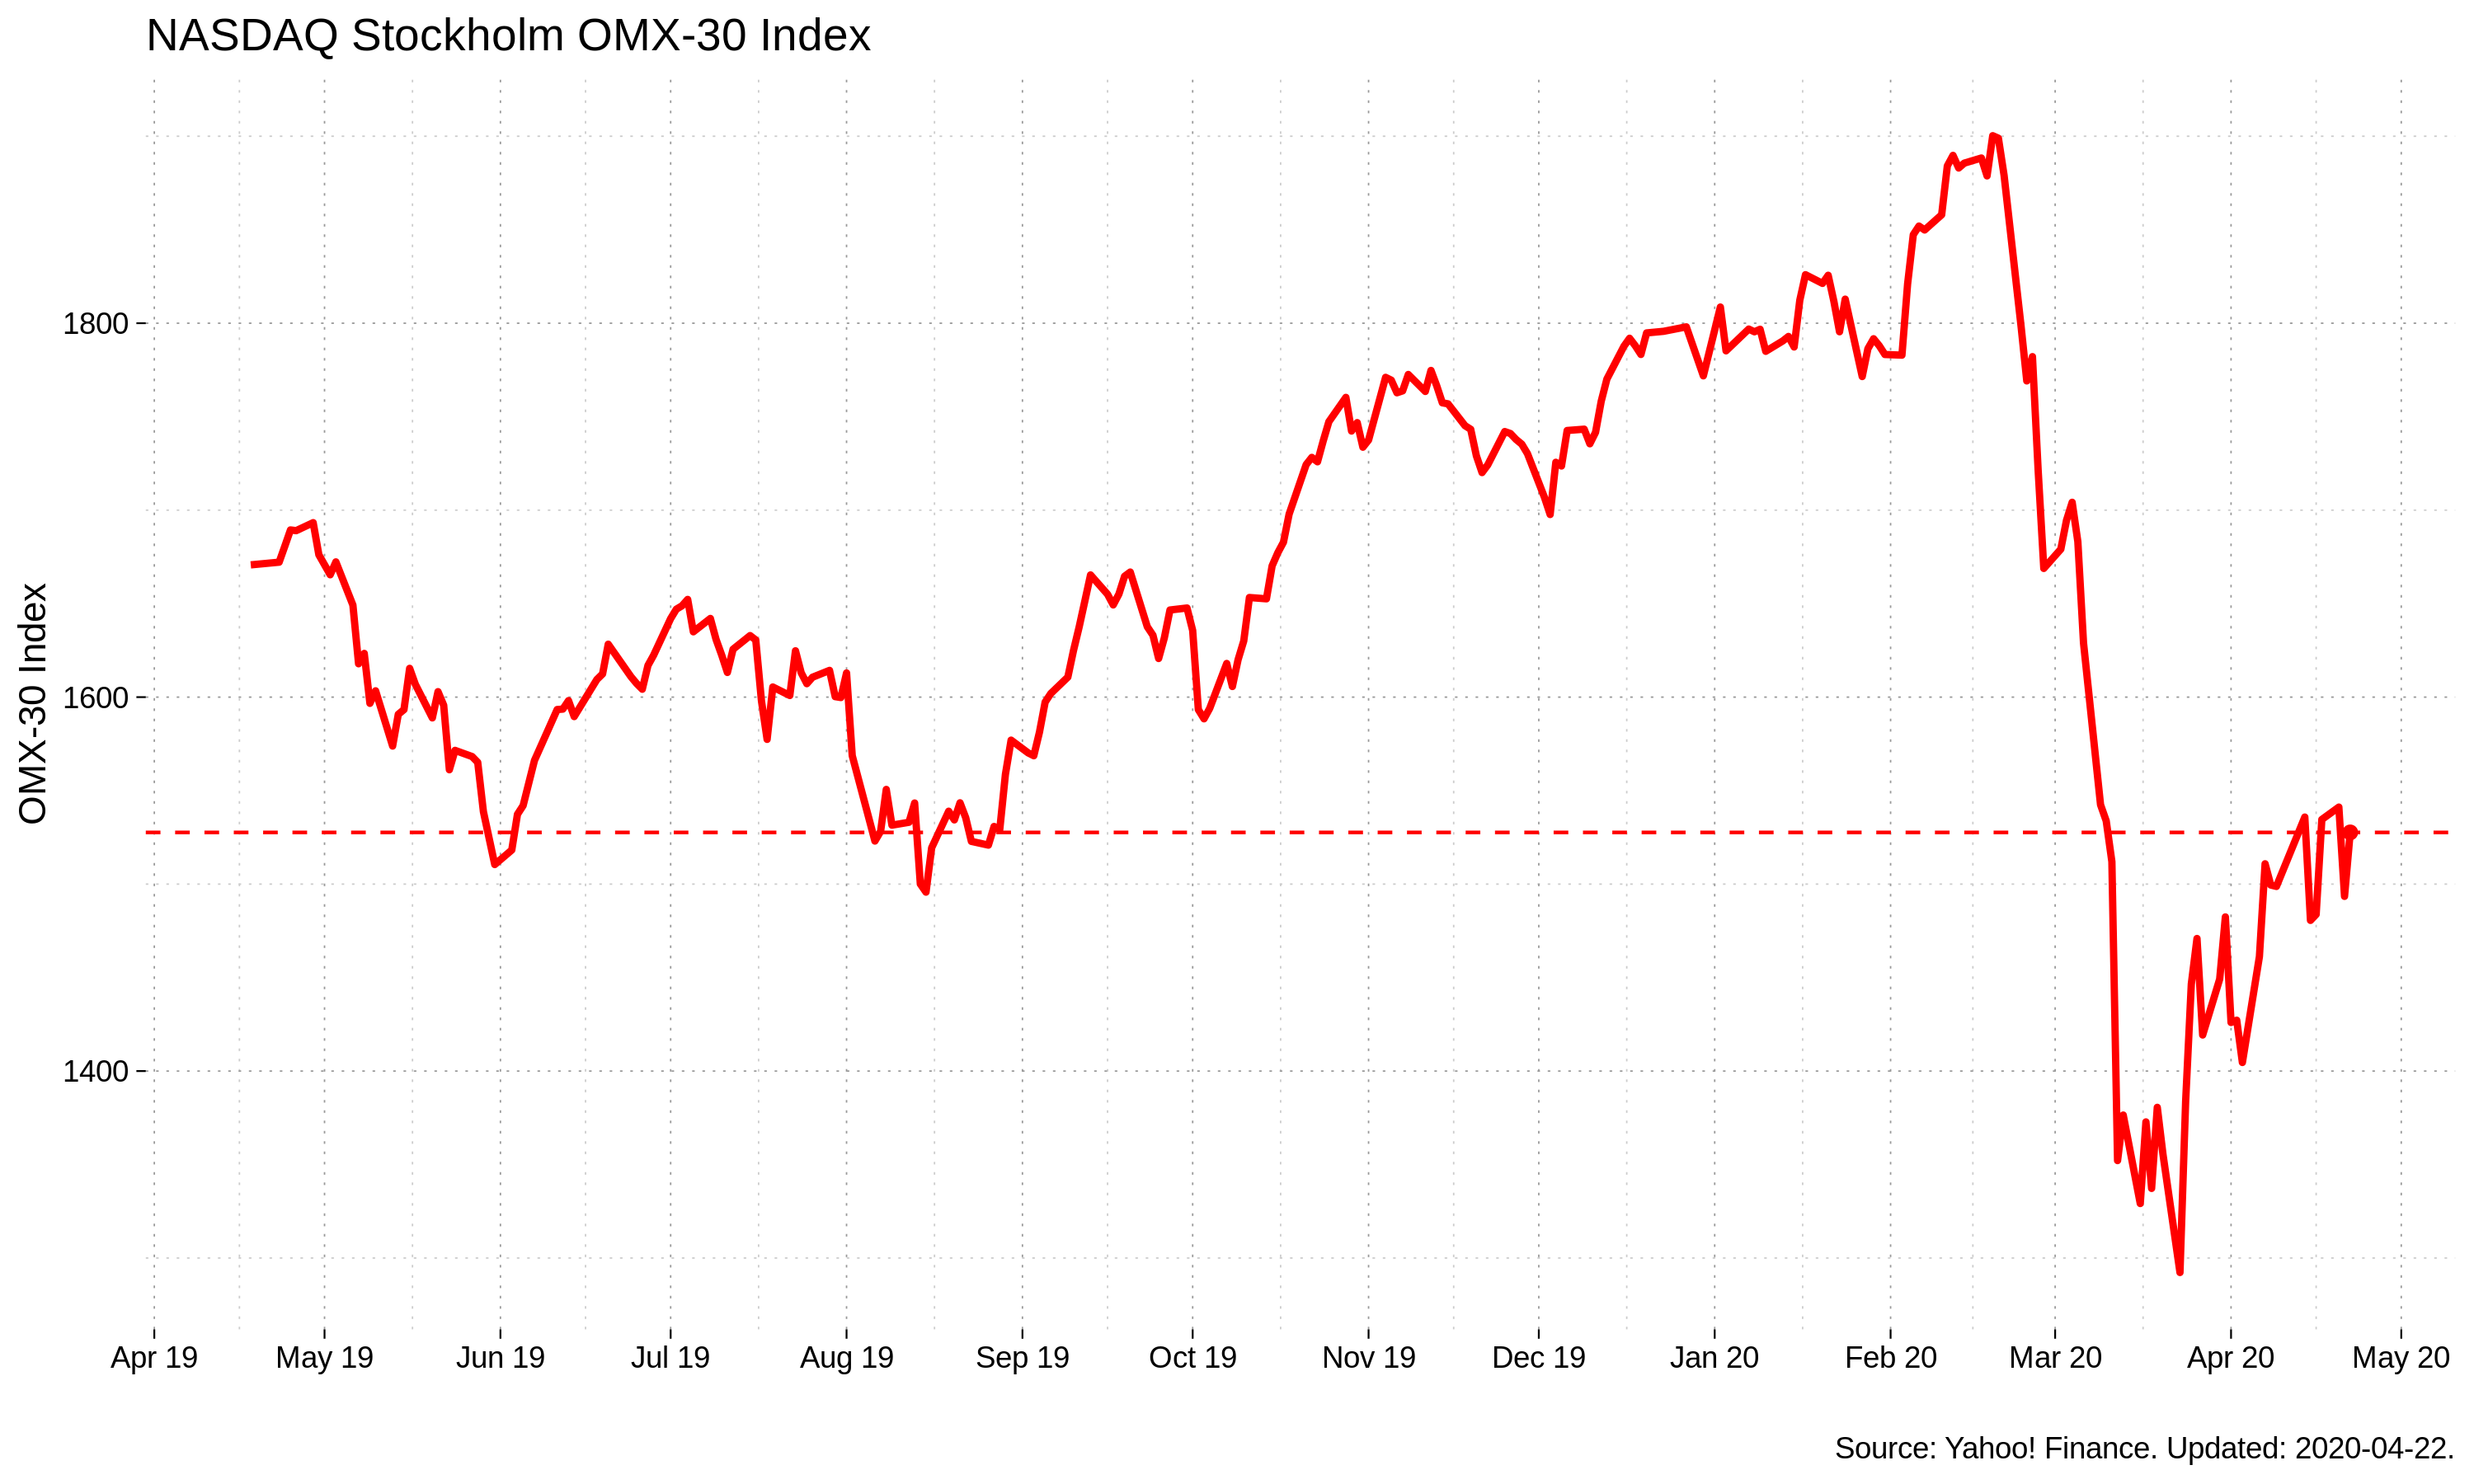 NASDAQ Stockholm OMX-30 Index
OMX-30 Index
1800
1600
1400
Apr 19 May 19 Jun 19 Jul 19 Aug 19 Sep 19 Oct 19 Nov 19 Dec 19 Jan 20 Feb 20 Mar 20 Apr 20 May 20
Source: Yahoo! Finance. Updated: 2020-04-22.